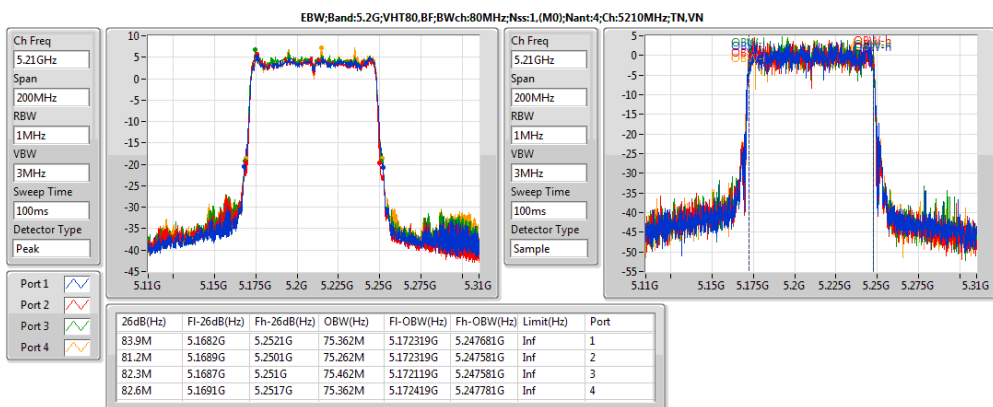 EBW;Band:5.2G;VHT80,BF;BWch:80MHz;Nss:1,(M0);Nant:4;Ch:5210MHz;TN,VN
Ch Freq
5.21GHz
Span
200MHz
RBW
1MHz
VBW
3MHz
Sweep Time
100ms
Detector Type
Peak
10
5
0
-5
-10
-15
-20
-25
-30
-35
-40
-45
5.11G 5.175G 5.2G 5.225G 5.25G 5.31G
Ch Freq
5.21GHz
Span
200MHz
RBW
1MHz
VBW
3MHz
Sweep Time
100ms
Detector Type
Sample
5
0
-5
-10
-15
-20
-25
-30
-35
-40
-45
-50
-55
5.11G 5.175G 5.2G 5.225G 5.25G 5.31G
Port 1
Port 2
Port 3
Port 4
26dB(Hz) Fl-26dB(Hz) Fh-26dB(Hz) OBW(Hz) Fl-OBW(Hz) Fh-OBW(Hz) Limit(Hz) Port
83.9M 5.1682G 5.2521G 75.362M 5.172319G 5.247681G Inf 1
81.2M 5.1689G 5.2501G 75.262M 5.172319G 5.247581G Inf 2
82.3M 5.1687G 5.251G 75.462M 5.172119G 5.247581G Inf 3
82.6M 5.1691G 5.2517G 75.362M 5.172419G 5.247781G Inf 4